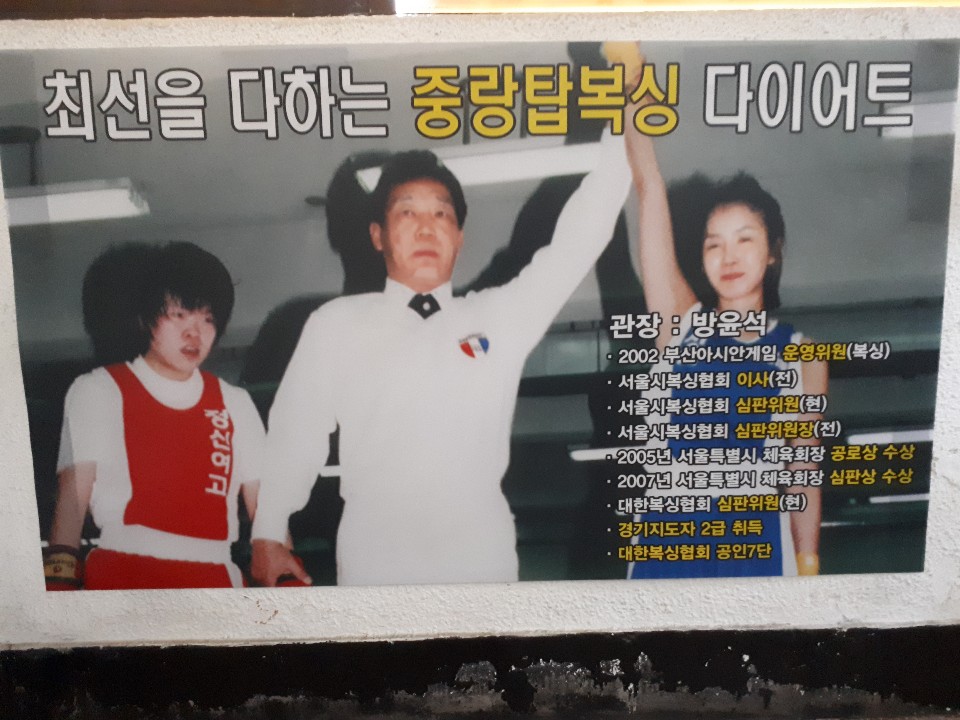 최선을 다하는 중랑탑복싱 다이어트
관장 : 방윤석
· 2002 부산아시안게임 운영위원(복싱)
· 서울시복싱협회 이사(전)
· 서울시복싱협회 심판위원(현)
· 서울시복싱협회 심판위원장(전)
· 2005년 서울특별시 체육회장 공로상 수상
· 2007년 서울특별시 체육회장 심판상 수상
· 대한복싱협회 심판위원(현)
· 경기지도자 2급 취득
· 대한복싱협회 공인7단